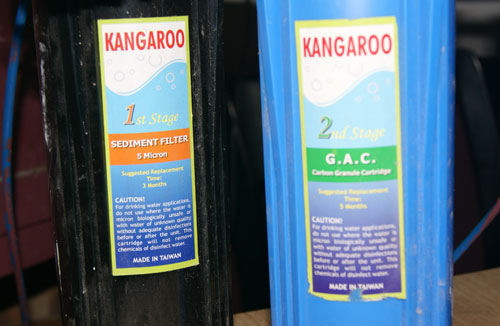 KANGAROO
1st Stage
SEDIMENT FILTER
5 Micron
Suggested Replacement
Time:
3 Months
CAUTION!
For drinking water applications,
do not use where the water is
micron biologically unsafe or
with water of unknown quality
without adequate disinfections
before or after the unit. This
cartridge will not remove
chemicals of disinfect water.
MADE IN TAIWAN
KANGAROO
2nd Stage
G.A.C.
Carbon Granule Cartridge
Suggested Replacement
Time:
5 Months
CAUTION!
For drinking water applications,
do not use where the water is
micron biologically unsafe or
with water of unknown quality
without adequate disinfections
before or after the unit. This
cartridge will not remove
chemicals of disinfect water.
MADE IN TAIWAN